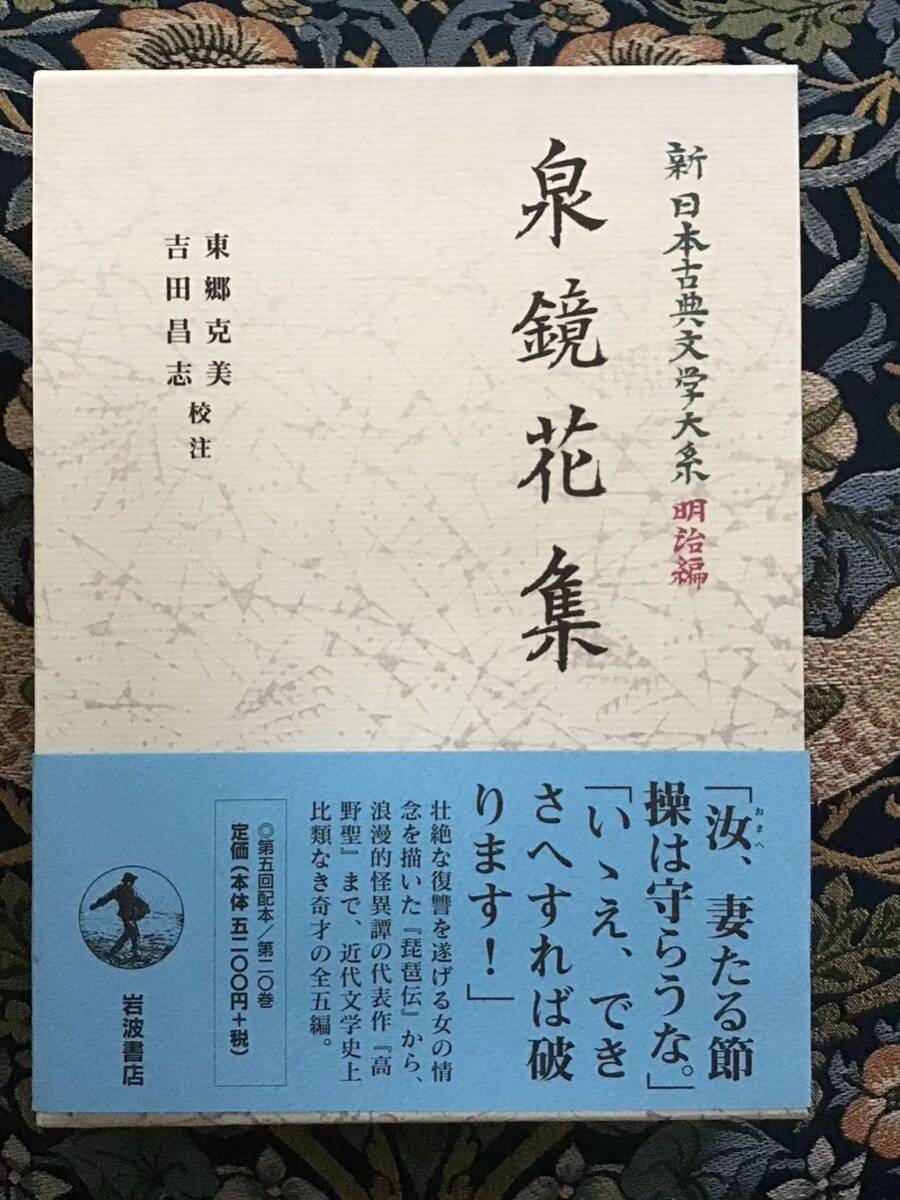 新日本古典文学大系 明治編
泉鏡花集
東郷克美
吉田昌志
校注
「汝、妻たる節
おまへ
操は守らうな。」
「いゝえ、でき
さへすれば破
ります！」
壮絶な復讐を遂げる女の情
念を描いた『琵琶伝』から、
浪漫的怪異譚の代表作『高
野聖』まで、近代文学史上
比類なき奇才の全五編。
◎第五回配本/第二〇巻
定価(本体 五二〇〇円+税)
岩波書店